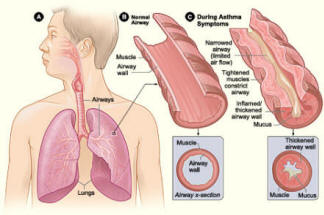 A
B Normal
Airway
C During Asthma
Symptoms
Muscle
Airway
wall
Airways
Lungs
Narrowed
airway
(limited
air flow)
Tightened
muscles
constrict
airway
Inflamed/
thickened
airway wall
Mucus
Muscle
Airway
wall
Airway x-section
Thickened
airway wall
Muscle Mucus